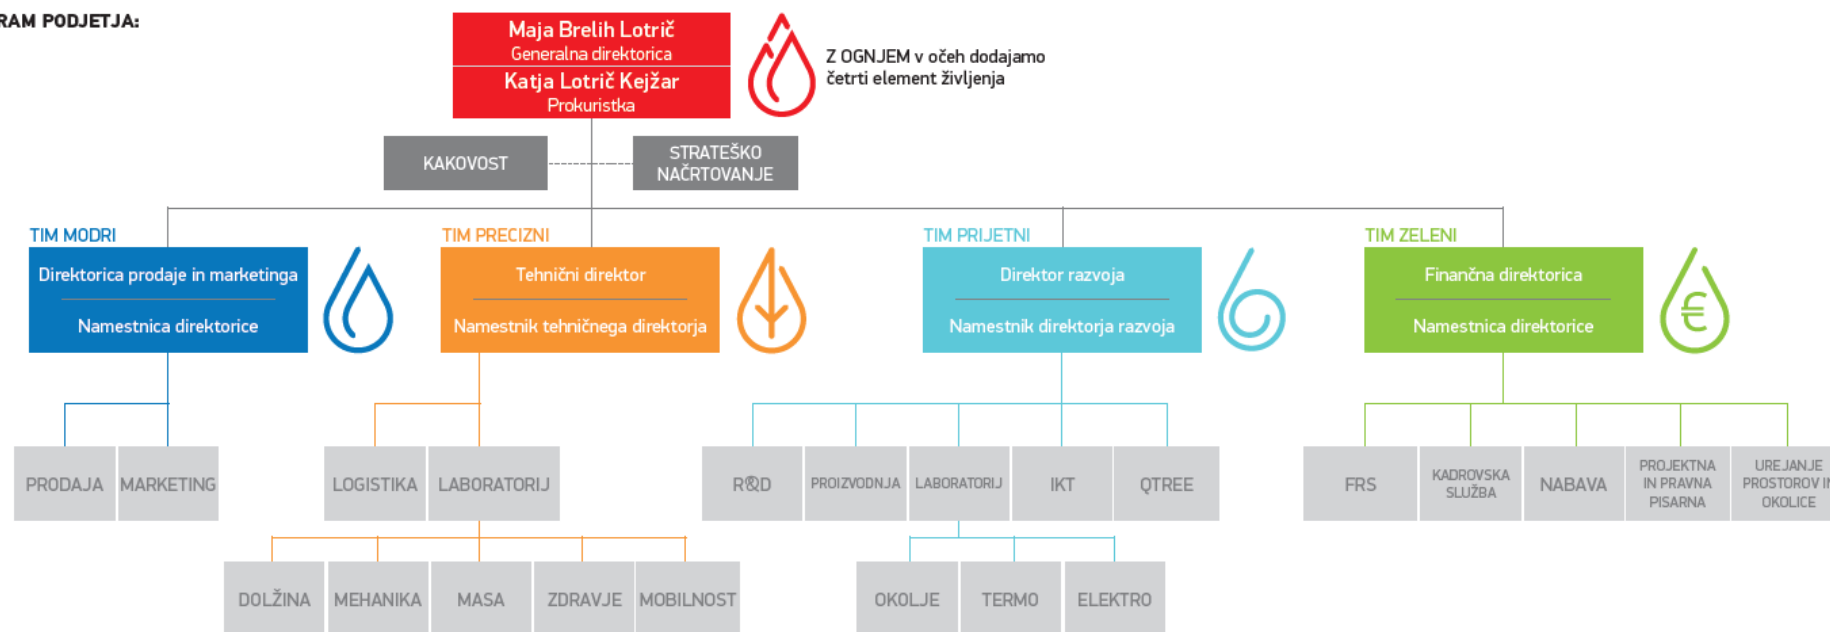 RAM PODJETJA:
Maja Brelih Lotrič
Generalna direktorica
Katja Lotrič Kejžar
Prokuristka
Z OGNJEM v očeh dodajamo
četrti element življenja
KAKOVOST
STRATEŠKO
NAČRTOVANJE
TIM MODRI
Direktorica prodaje in marketinga
Namestnica direktorice
TIM PRECIZNI
Tehnični direktor
Namestnik tehničnega direktorja
TIM PRIJETNI
Direktor razvoja
Namestnik direktorja razvoja
TIM ZELENI
Finančna direktorica
Namestnica direktorice
€
PRODAJA
MARKETING
LOGISTIKA
LABORATORIJ
R&D
PROIZVODNJA
LABORATORIJ
IKT
QTREE
FRS
KADROVSKA
SLUŽBA
NABAVA
PROJEKTNA
IN PRAVNA
PISARNA
UREJANJE
PROSTOROV IN
OKOLICE
DOLŽINA
MEHANIKA
MASA
ZDRAVJE
MOBILNOST
OKOLJE
TERMO
ELEKTRO